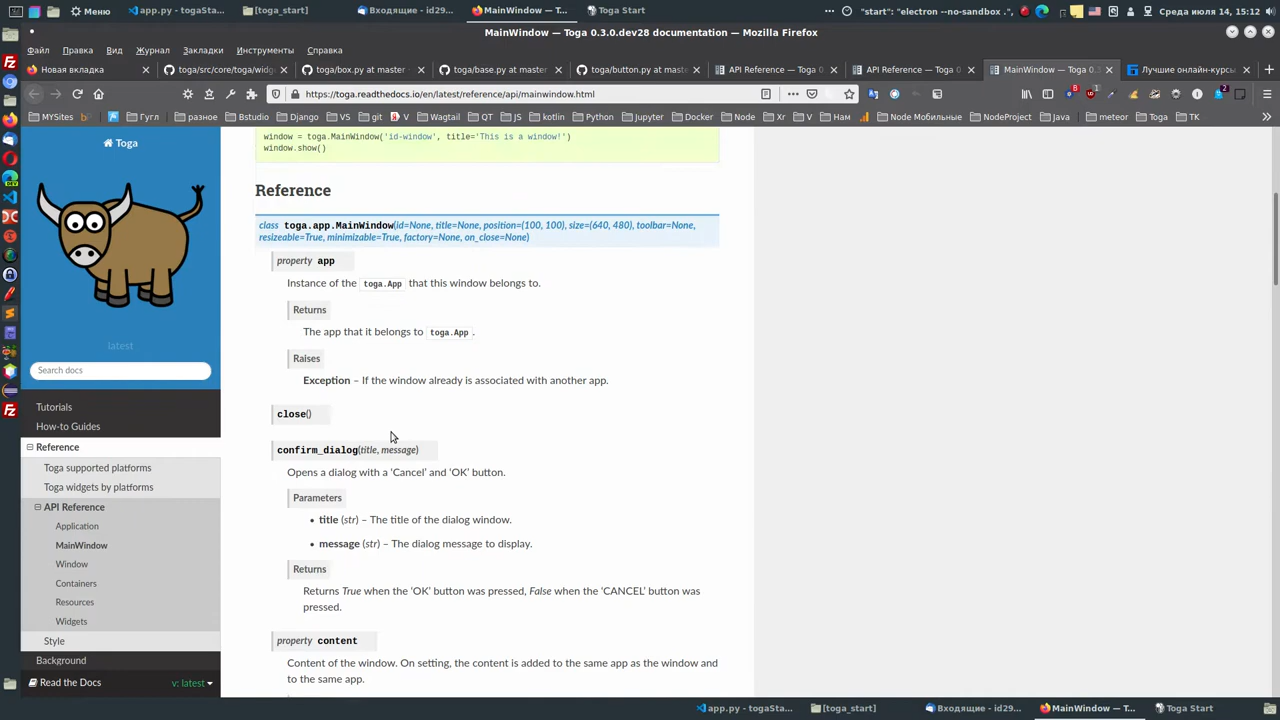 app.py - togaSta...
[toga_start]
Входящие - id29...
MainWindow — T...
Toga Start
Меню
"start": "electron --no-sandbox .",
Среда июля 14, 15:12
MainWindow — Toga 0.3.0.dev28 documentation — Mozilla Firefox
Файл Правка Вид Журнал Закладки Инструменты Справка
Новая вкладка
toga/src/core/toga/widg
toga/box.py at master ·
toga/base.py at master
toga/button.py at master
API Reference — Toga 0.
API Reference — Toga 0
MainWindow — Toga 0.3
Лучшие онлайн-курсы
https://toga.readthedocs.io/en/latest/reference/api/mainwindow.html
MYSites Гугл разное Bstudio Django VS git Wagtail QT JS kotlin Python Jupyter Docker Node Xr V Нам Node Мобильные NodeProject Java meteor Toga TK
Toga
latest
Search docs
Tutorials
How-to Guides
Reference
Toga supported platforms
Toga widgets by platforms
API Reference
Application
MainWindow
Window
Containers
Resources
Widgets
Style
Background
Read the Docs
v: latest
window = toga.MainWindow('id-window', title='This is a window!')
window.show()
Reference
class toga.app.MainWindow(id=None, title=None, position=(100, 100), size=(640, 480), toolbar=None,
resizeable=True, minimizable=True, factory=None, on_close=None)
property app
Instance of the toga.App that this window belongs to.
Returns
The app that it belongs to toga.App.
Raises
Exception – If the window already is associated with another app.
close()
confirm_dialog(title, message)
Opens a dialog with a ‘Cancel’ and ‘OK’ button.
Parameters
• title (str) – The title of the dialog window.
• message (str) – The dialog message to display.
Returns
Returns True when the ‘OK’ button was pressed, False when the ‘CANCEL’ button was
pressed.
property content
Content of the window. On setting, the content is added to the same app as the window and
to the same app.
app.py - togaSta...
[toga_start]
Входящие - id29...
MainWindow — T...
Toga Start